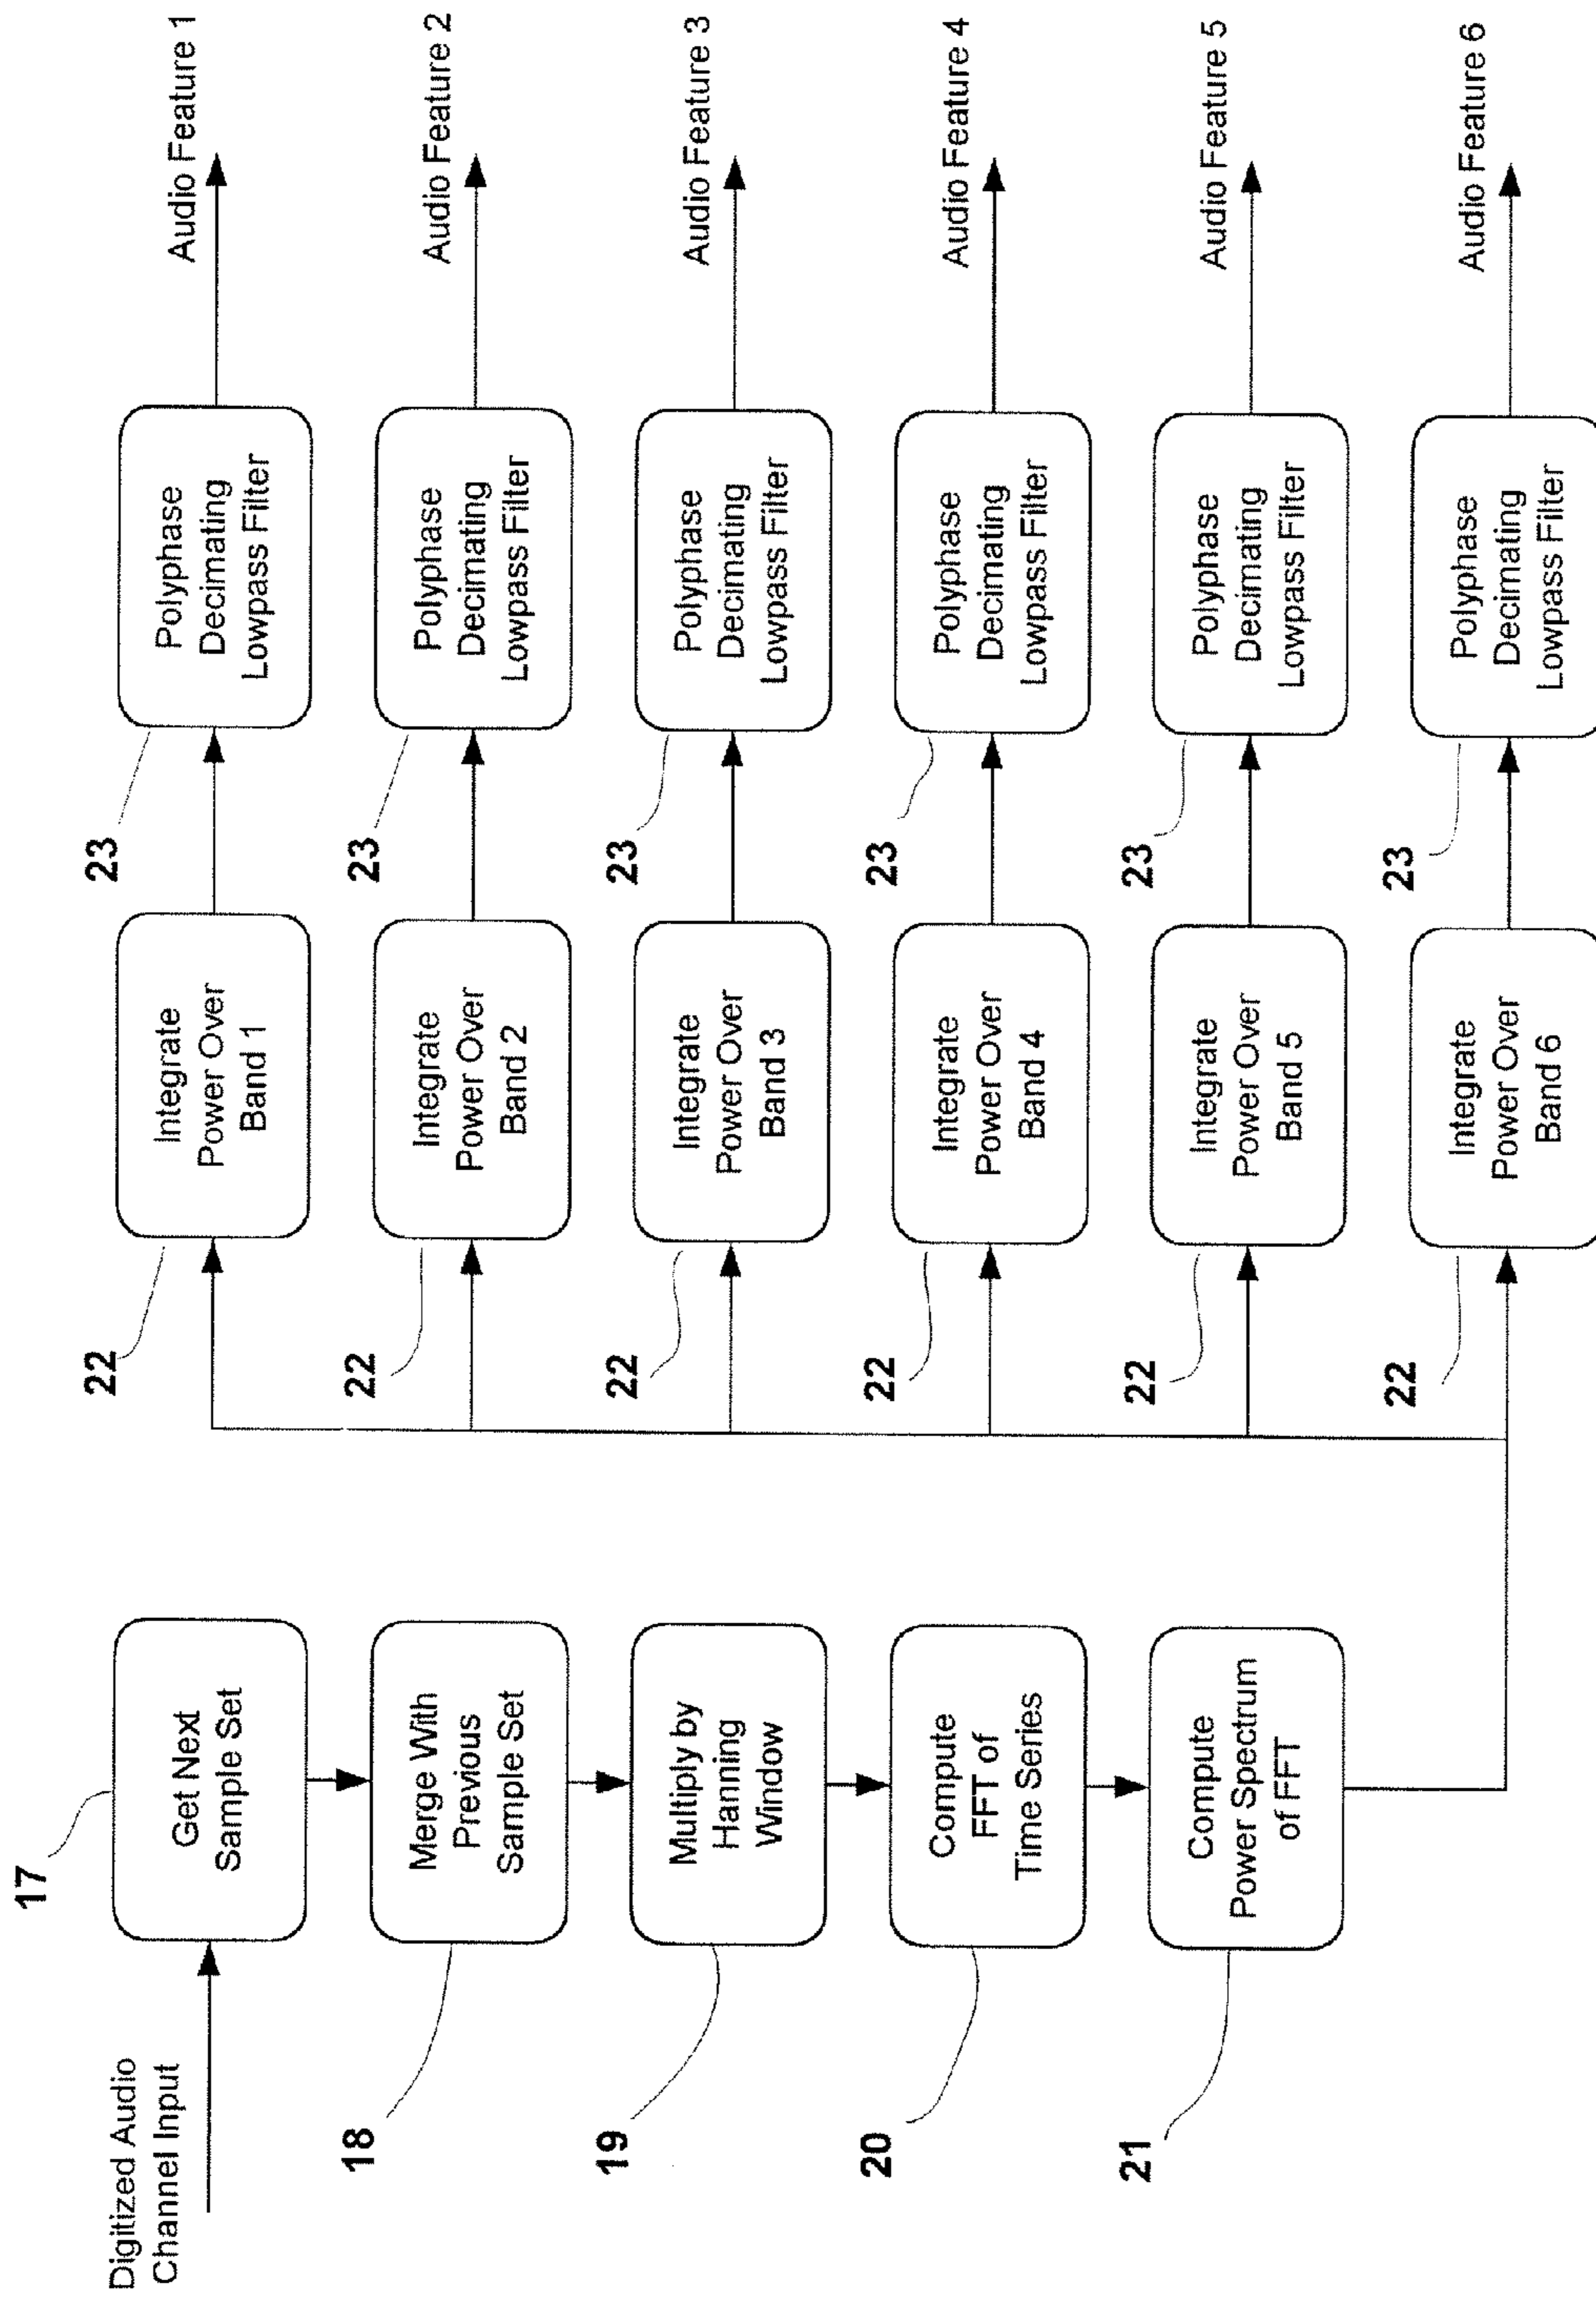 Digitized Audio
Channel Input
17
Get Next
Sample Set
18
Merge With
Previous
Sample Set
19
Multiply by
Hanning
Window
20
Compute
FFT of
Time Series
21
Compute
Power Spectrum
of FFT
22
Integrate
Power Over
Band 1
23
Polyphase
Decimating
Lowpass Filter
Audio Feature 1
22
Integrate
Power Over
Band 2
23
Polyphase
Decimating
Lowpass Filter
Audio Feature 2
22
Integrate
Power Over
Band 3
23
Polyphase
Decimating
Lowpass Filter
Audio Feature 3
22
Integrate
Power Over
Band 4
23
Polyphase
Decimating
Lowpass Filter
Audio Feature 4
22
Integrate
Power Over
Band 5
23
Polyphase
Decimating
Lowpass Filter
Audio Feature 5
22
Integrate
Power Over
Band 6
23
Polyphase
Decimating
Lowpass Filter
Audio Feature 6